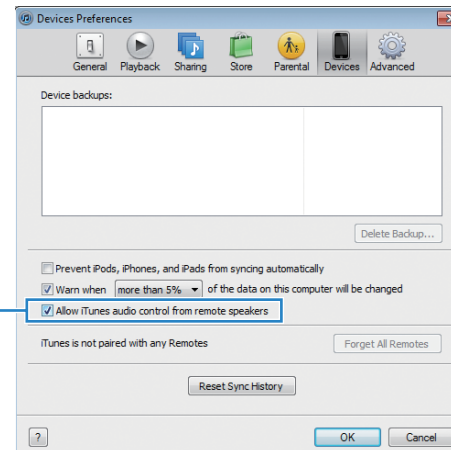 Devices Preferences
General Playback Sharing Store Parental Devices Advanced
Device backups:
Delete Backup...
Prevent iPods, iPhones, and iPads from syncing automatically
Warn when more than 5% of the data on this computer will be changed
Allow iTunes audio control from remote speakers
iTunes is not paired with any Remotes Forget All Remotes
Reset Sync History
? OK Cancel